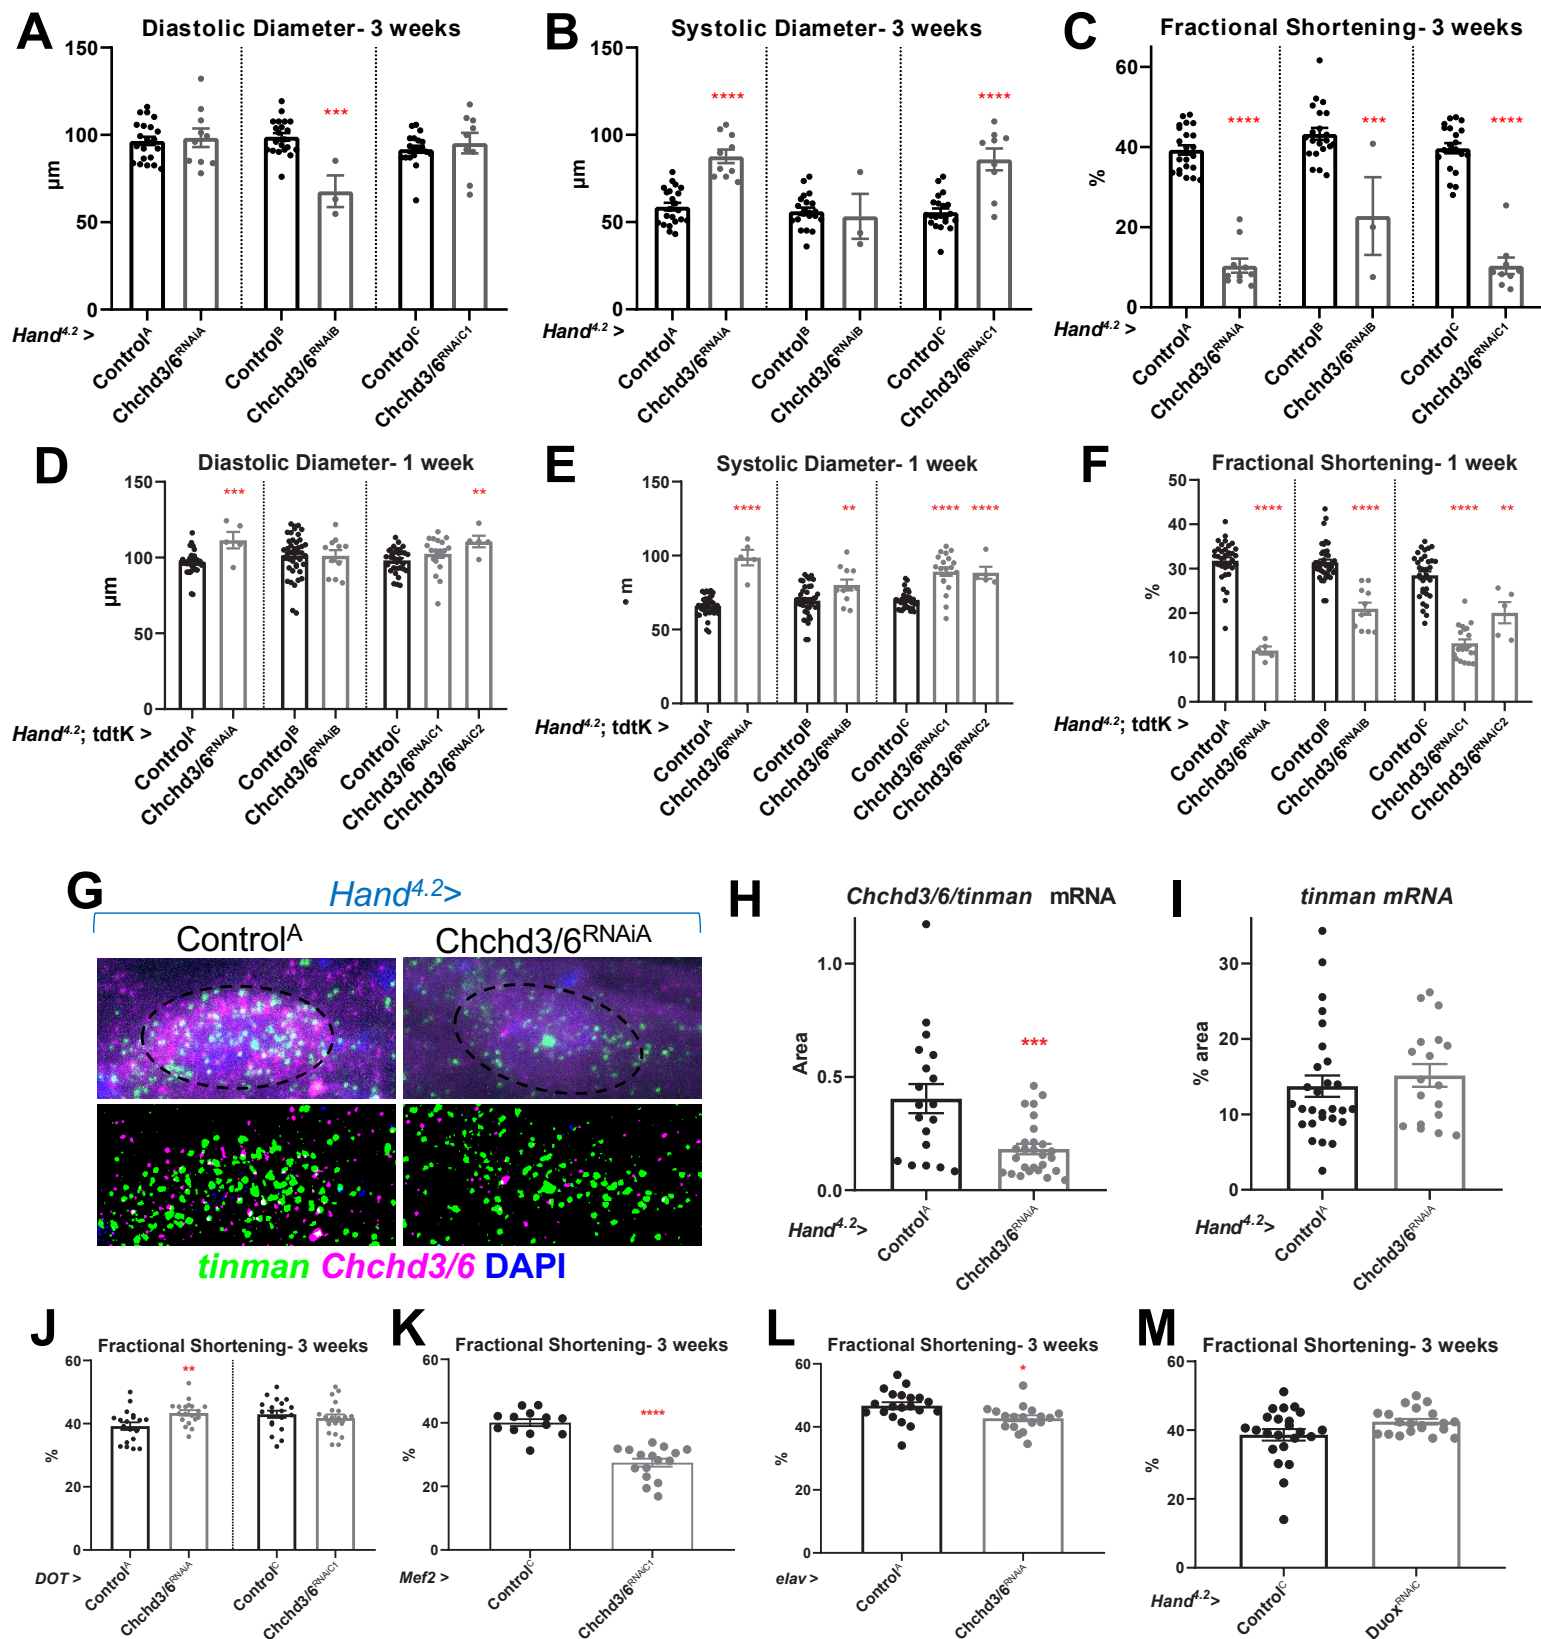 A
Diastolic Diameter- 3 weeks
µm
150
100
50
0
***
Hand4.2 >
ControlA
Chchd3/6RNAiA
ControlB
Chchd3/6RNAiB
ControlC
Chchd3/6RNAiC1
B
Systolic Diameter- 3 weeks
µm
150
100
50
0
****
****
Hand4.2 >
ControlA
Chchd3/6RNAiA
ControlB
Chchd3/6RNAiB
ControlC
Chchd3/6RNAiC1
C
Fractional Shortening- 3 weeks
%
60
40
20
0
****
***
****
Hand4.2 >
ControlA
Chchd3/6RNAiA
ControlB
Chchd3/6RNAiB
ControlC
Chchd3/6RNAiC1
D
Diastolic Diameter- 1 week
µm
150
100
50
0
***
**
Hand4.2; tdtK >
ControlA
Chchd3/6RNAiA
ControlB
Chchd3/6RNAiB
ControlC
Chchd3/6RNAiC1
Chchd3/6RNAiC2
E
Systolic Diameter- 1 week
• m
150
100
50
0
****
**
****
****
Hand4.2; tdtK >
ControlA
Chchd3/6RNAiA
ControlB
Chchd3/6RNAiB
ControlC
Chchd3/6RNAiC1
Chchd3/6RNAiC2
F
Fractional Shortening- 1 week
%
50
40
30
20
10
0
****
****
****
**
Hand4.2; tdtK >
ControlA
Chchd3/6RNAiA
ControlB
Chchd3/6RNAiB
ControlC
Chchd3/6RNAiC1
Chchd3/6RNAiC2
G
Hand4.2>
ControlA
Chchd3/6RNAiA
tinman Chchd3/6 DAPI
H
Chchd3/6/tinman mRNA
Area
1.0
0.5
0.0
***
Hand4.2>
ControlA
Chchd3/6RNAiA
I
tinman mRNA
% area
30
20
10
0
Hand4.2>
ControlA
Chchd3/6RNAiA
J
Fractional Shortening- 3 weeks
%
60
40
20
0
**
DOT >
ControlA
Chchd3/6RNAiA
ControlC
Chchd3/6RNAiC1
K
Fractional Shortening- 3 weeks
%
60
40
20
0
****
Mef2 >
ControlC
Chchd3/6RNAiC1
L
Fractional Shortening- 3 weeks
%
60
40
20
0
*
elav >
ControlA
Chchd3/6RNAiA
M
Fractional Shortening- 3 weeks
%
60
40
20
0
Hand4.2>
ControlC
DuoxRNAiC